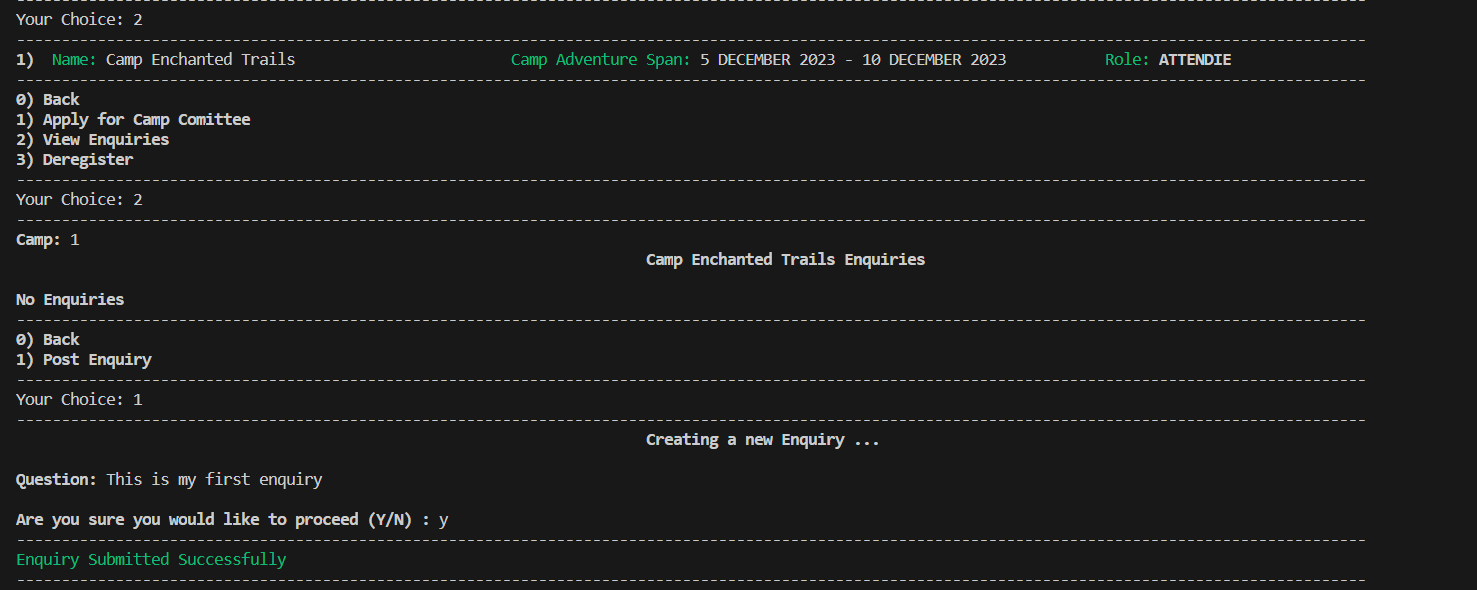 Your Choice: 2
1) Name: Camp Enchanted Trails Camp Adventure Span: 5 DECEMBER 2023 - 10 DECEMBER 2023 Role: ATTENDIE
0) Back
1) Apply for Camp Comittee
2) View Enquiries
3) Deregister
Your Choice: 2
Camp: 1
Camp Enchanted Trails Enquiries
No Enquiries
0) Back
1) Post Enquiry
Your Choice: 1
Creating a new Enquiry ...
Question: This is my first enquiry
Are you sure you would like to proceed (Y/N) : y
Enquiry Submitted Successfully